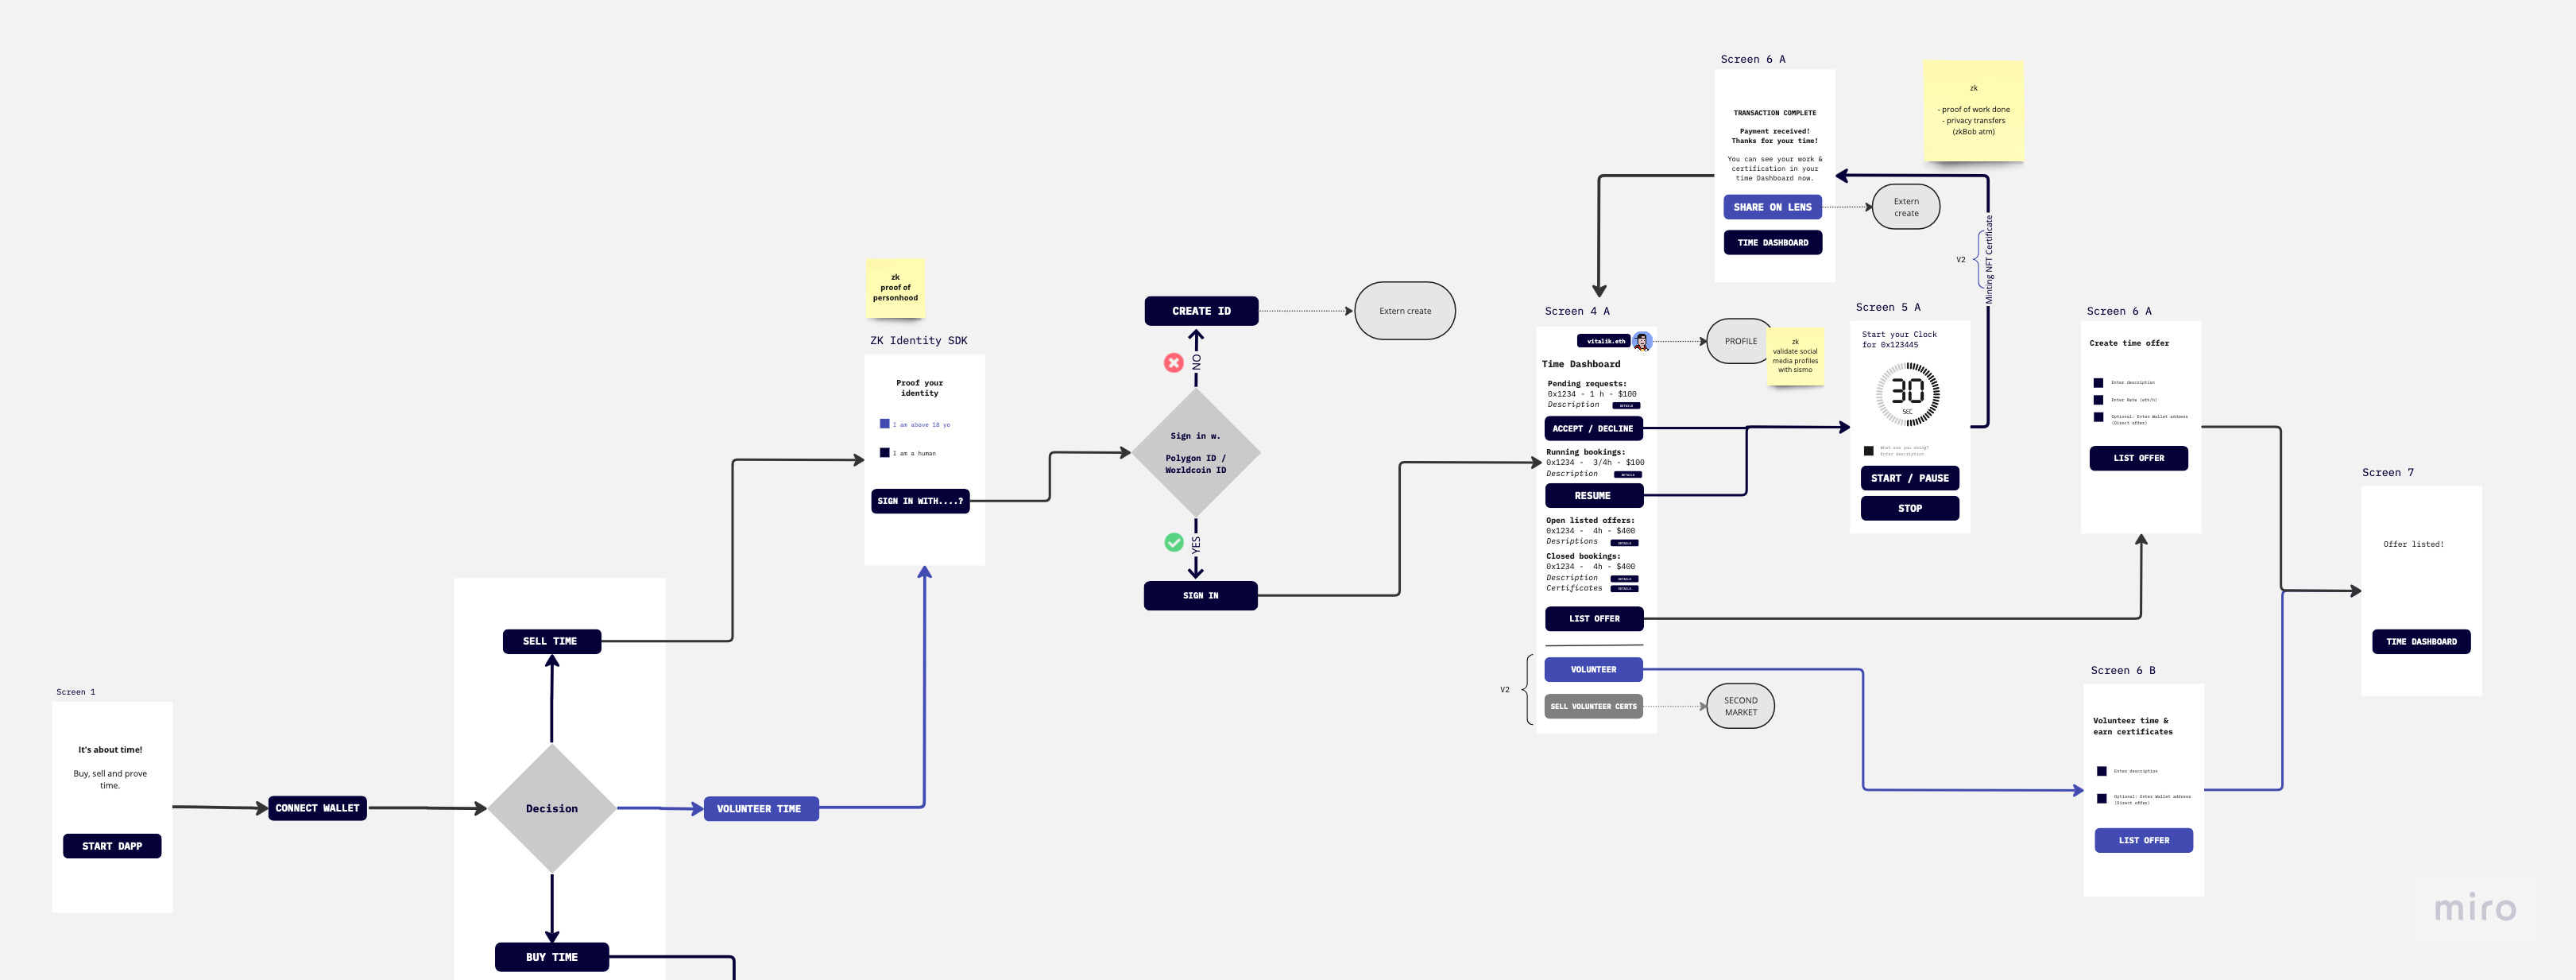 Screen 1
It's about time!
Buy, sell and prove
time.
START DAPP
CONNECT WALLET
Decision
SELL TIME
VOLUNTEER TIME
BUY TIME
zk
proof of
personhood
ZK Identity SDK
Proof your
identity
I am above 18 yo
I am a human
SIGN IN WITH....?
CREATE ID
Extern create
NO
Sign in w.
Polygon ID /
Worldcoin ID
YES
SIGN IN
Screen 4 A
vitalik.eth
PROFILE
zk
validate social
media profiles
with sismo
Time Dashboard
Pending requests:
0x1234 - 1 h - $100
Description
DETAILS
ACCEPT / DECLINE
Running bookings:
0x1234 - 3/4h - $100
Description
DETAILS
RESUME
Open listed offers:
0x1234 - 4h - $400
Desriptions
DETAILS
Closed bookings:
0x1234 - 4h - $400
Description
DETAILS
Certificates
DETAILS
LIST OFFER
V2
VOLUNTEER
SELL VOLUNTEER CERTS
SECOND
MARKET
Screen 6 A
TRANSACTION COMPLETE
Payment received!
Thanks for your time!
You can see your work &
certification in your
time Dashboard now.
SHARE ON LENS
TIME DASHBOARD
Extern
create
zk
- proof of work done
- privacy transfers
(zkBob atm)
V2
Minting NFT Certificate
Screen 5 A
Start your Clock
for 0x123445
30
SEC
What are you doing?
Enter description
START / PAUSE
STOP
Screen 6 A
Create time offer
Enter description
Enter Rate (eth/h)
Optional: Enter Wallet address
(Direct offer)
LIST OFFER
Screen 6 B
Volunteer time &
earn certificates
Enter description
Optional: Enter Wallet address
(Direct offer)
LIST OFFER
Screen 7
Offer listed!
TIME DASHBOARD
miro